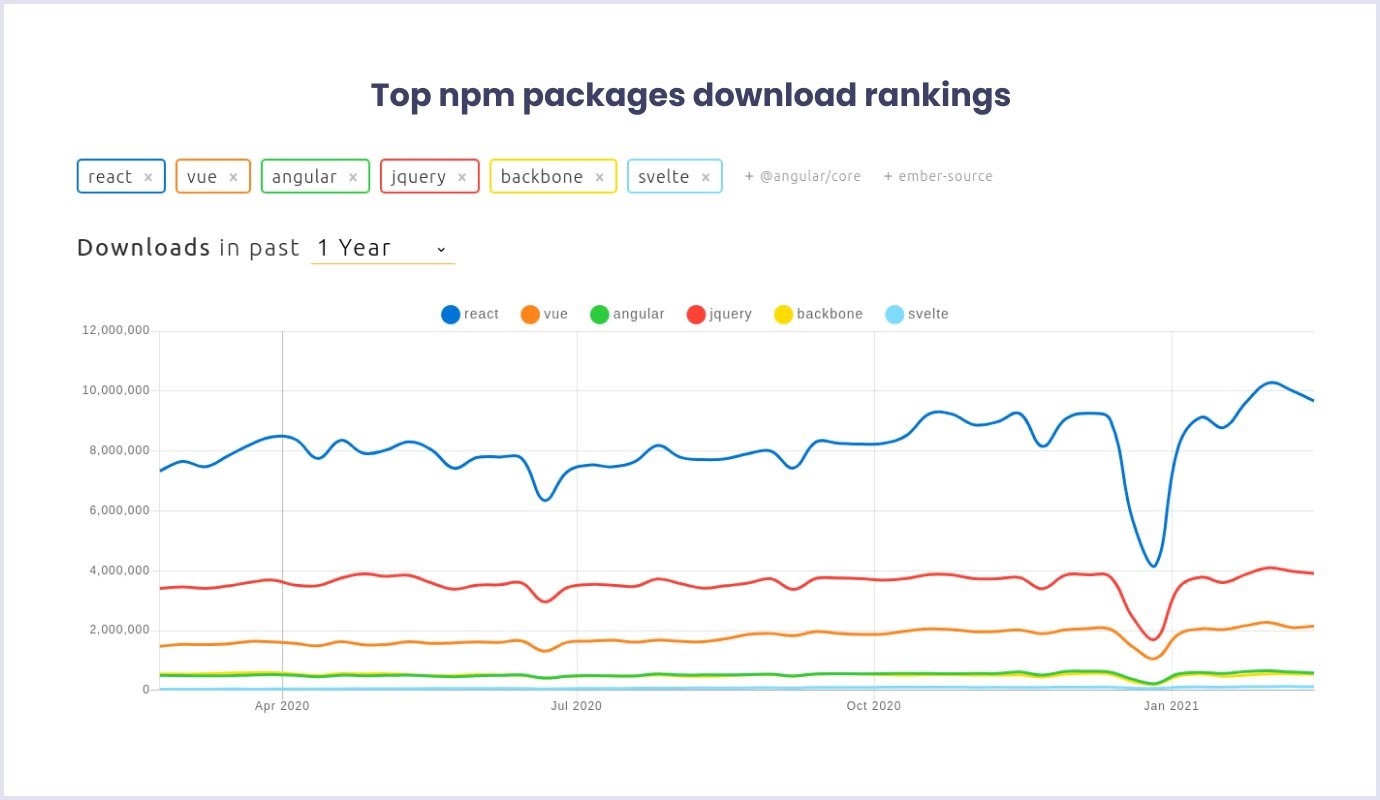 Top npm packages download rankings
react × vue × angular × jquery × backbone × svelte × + @angular/core + ember-source
Downloads in past 1 Year
react vue angular jquery backbone svelte
12,000,000
10,000,000
8,000,000
6,000,000
4,000,000
2,000,000
0
Apr 2020 Jul 2020 Oct 2020 Jan 2021